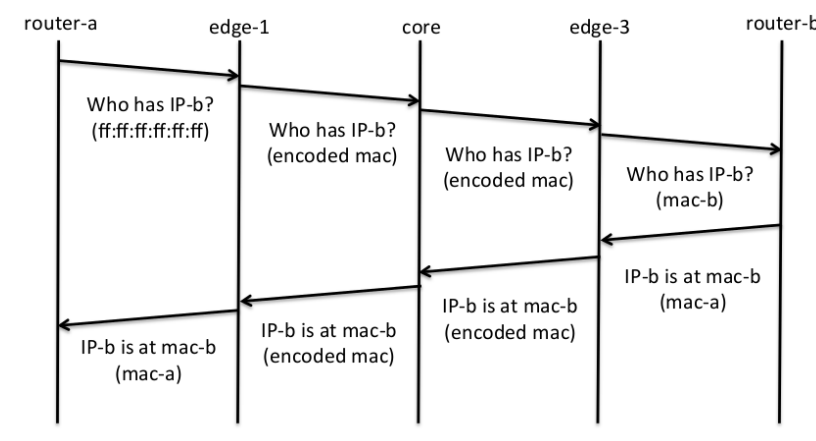 router-a
edge-1
core
edge-3
router-b
Who has IP-b?
(ff:ff:ff:ff:ff:ff)
Who has IP-b?
(encoded mac)
Who has IP-b?
(encoded mac)
Who has IP-b?
(mac-b)
IP-b is at mac-b
(mac-a)
IP-b is at mac-b
(encoded mac)
IP-b is at mac-b
(encoded mac)
IP-b is at mac-b
(mac-a)